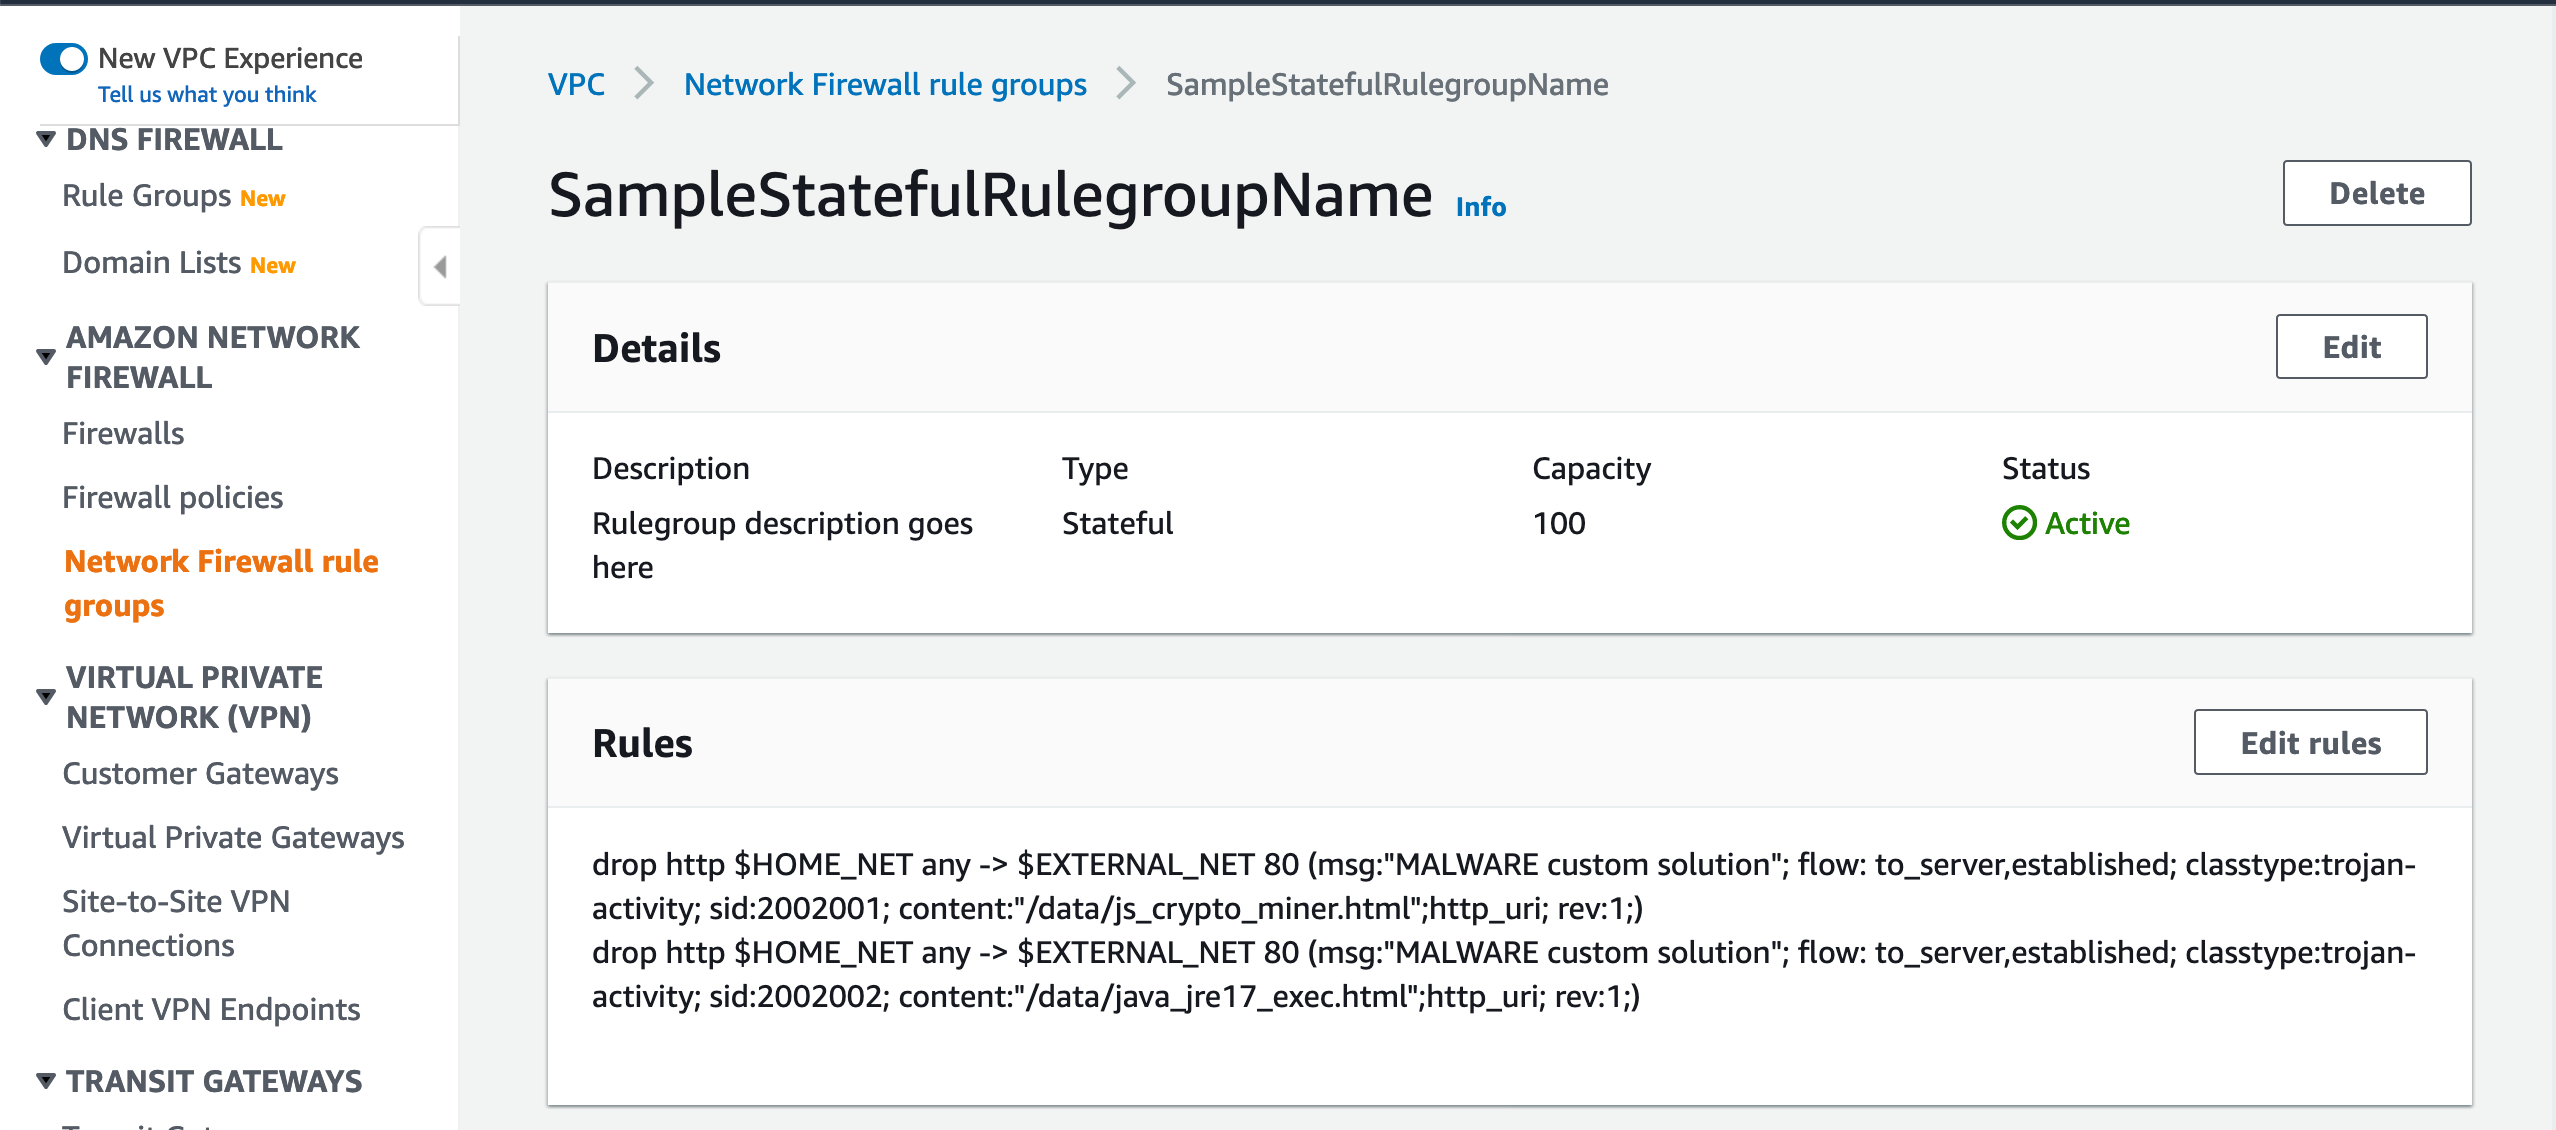 New VPC Experience
Tell us what you think
DNS FIREWALL
Rule Groups New
Domain Lists New
AMAZON NETWORK
FIREWALL
Firewalls
Firewall policies
Network Firewall rule
groups
VIRTUAL PRIVATE
NETWORK (VPN)
Customer Gateways
Virtual Private Gateways
Site-to-Site VPN
Connections
Client VPN Endpoints
TRANSIT GATEWAYS
VPC
Network Firewall rule groups
SampleStatefulRulegroupName
SampleStatefulRulegroupName Info
Delete
Details
Edit
Description
Rulegroup description goes
here
Type
Stateful
Capacity
100
Status
Active
Rules
Edit rules
drop http $HOME_NET any -> $EXTERNAL_NET 80 (msg:"MALWARE custom solution"; flow: to_server,established; classtype:trojan-
activity; sid:2002001; content:"/data/js_crypto_miner.html";http_uri; rev:1;)
drop http $HOME_NET any -> $EXTERNAL_NET 80 (msg:"MALWARE custom solution"; flow: to_server,established; classtype:trojan-
activity; sid:2002002; content:"/data/java_jre17_exec.html";http_uri; rev:1;)